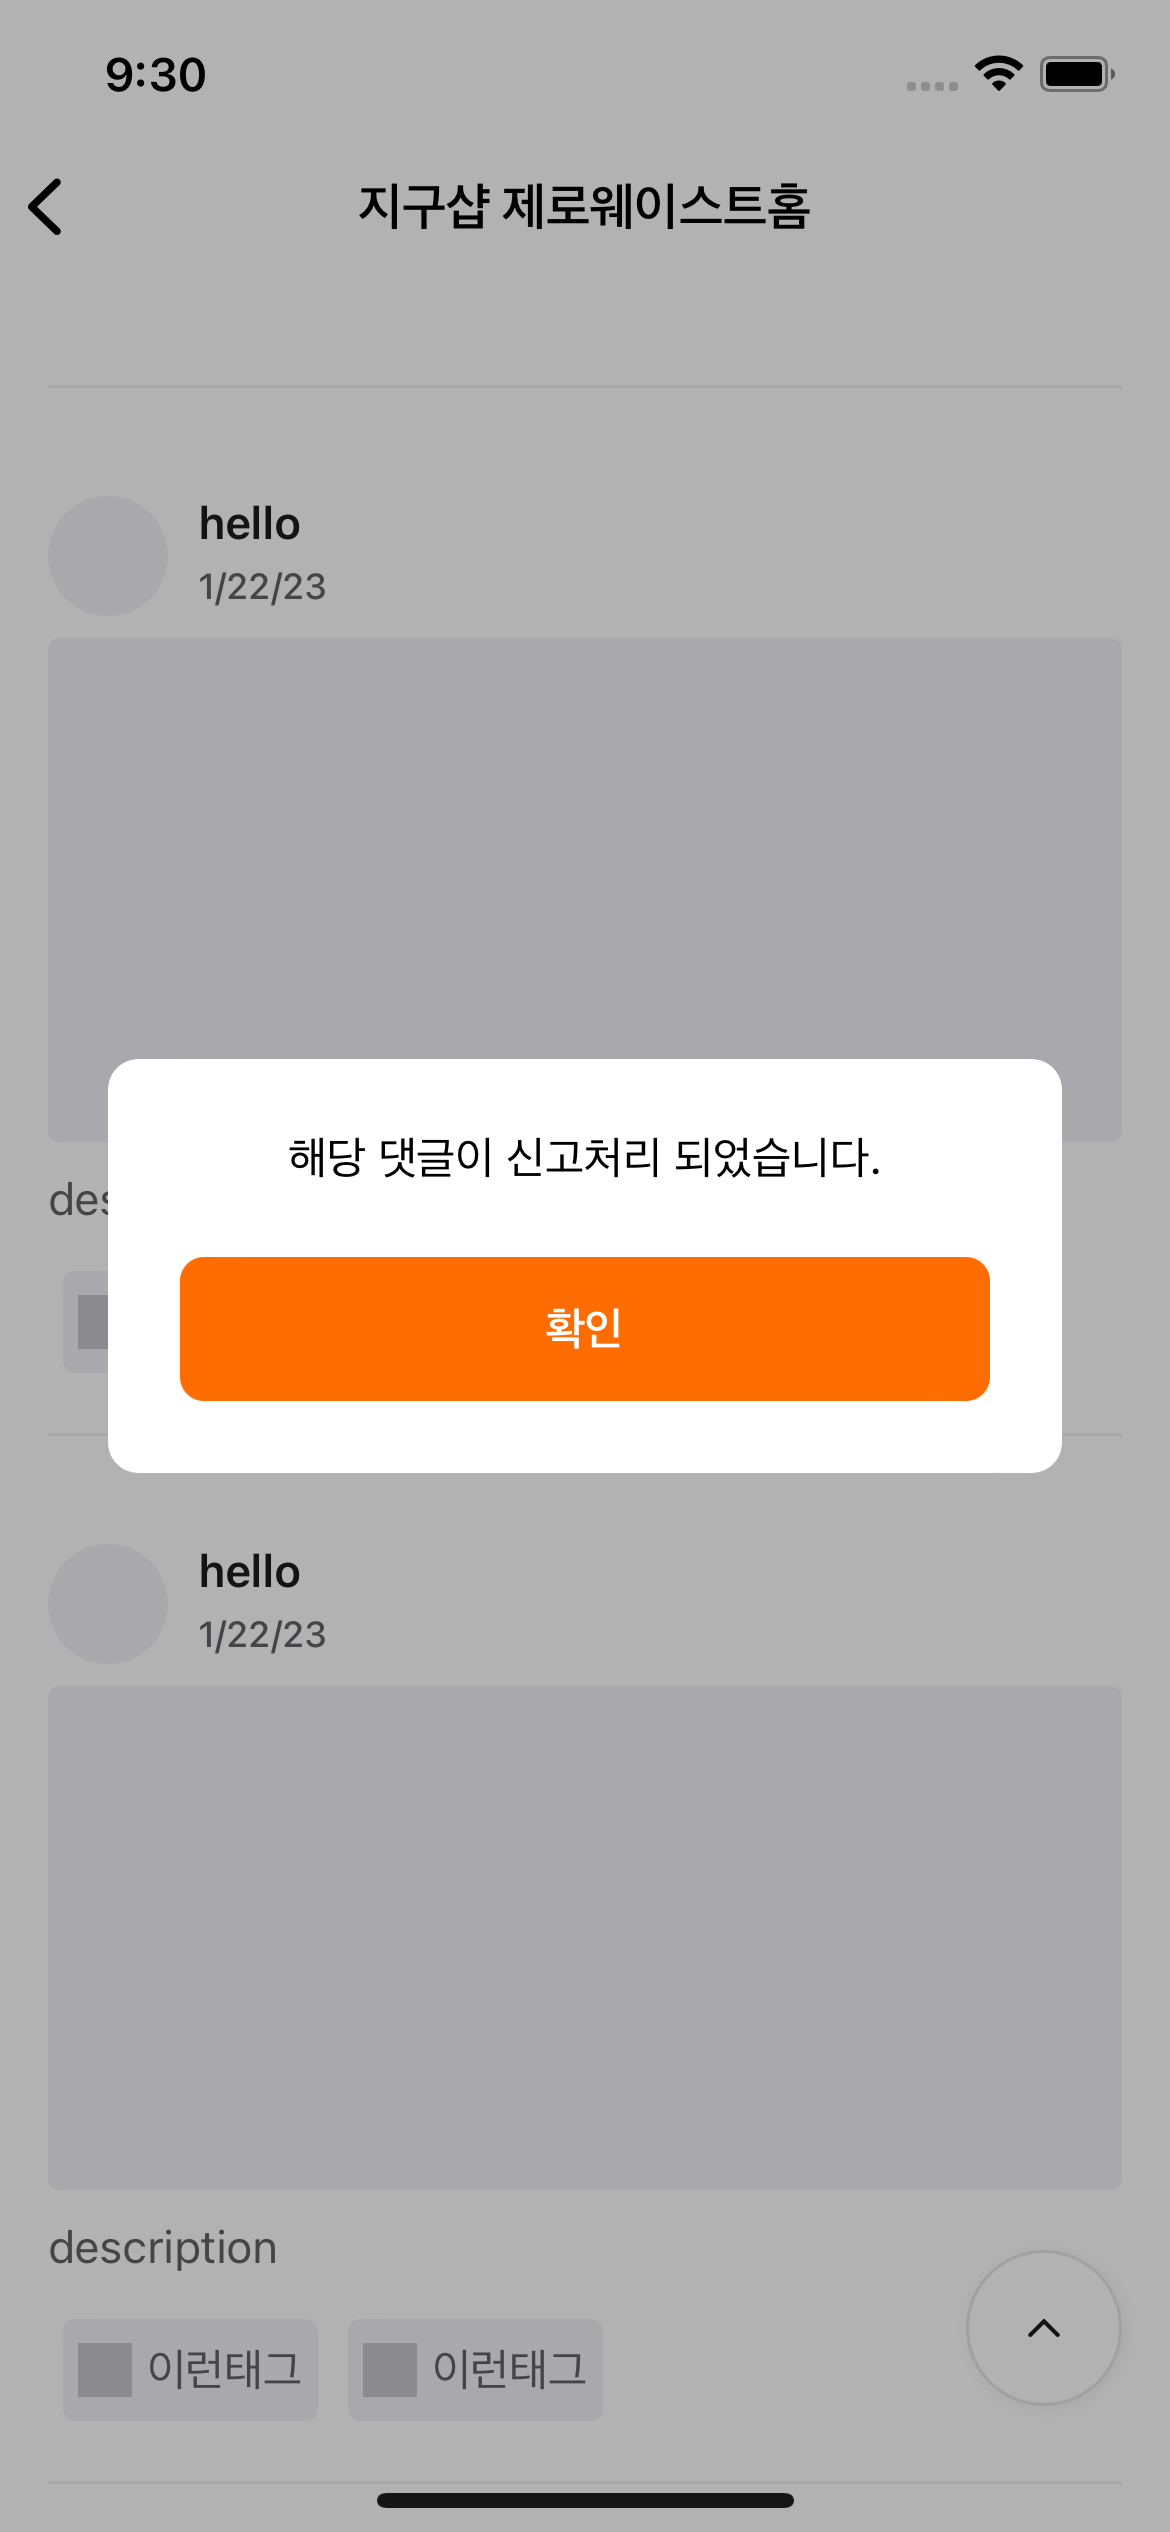 9:30
지구샵 제로웨이스트홈
hello
1/22/23
해당 댓글이 신고처리 되었습니다.
des
확인
hello
1/22/23
description
이런태그 이런태그